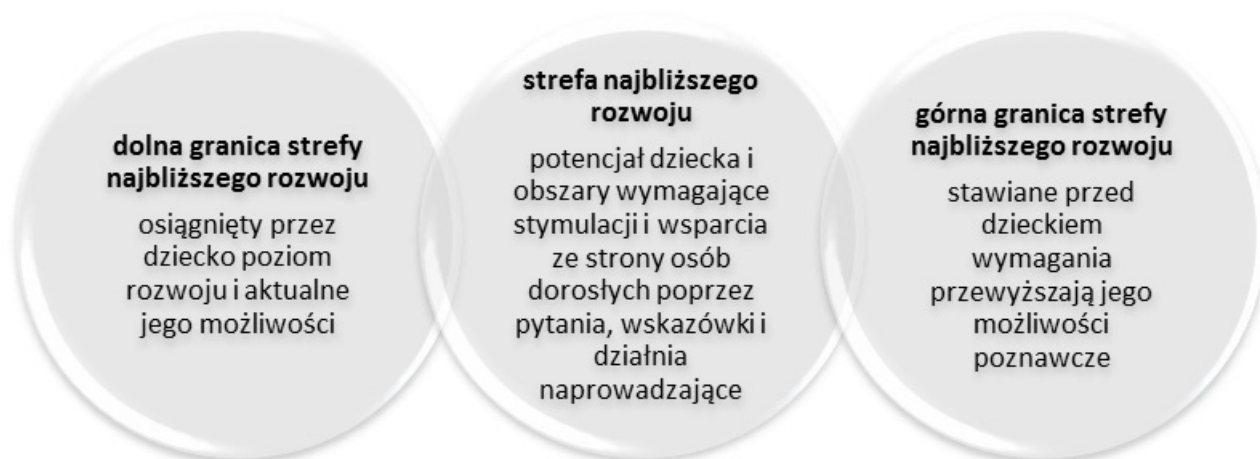 dolna granica strefy
najbliższego rozwoju
osiągnięty przez
dziecko poziom
rozwoju i aktualne
jego możliwości
strefa najbliższego
rozwoju
potencjał dziecka i
obszary wymagające
stymulacji i wsparcia
ze strony osób
dorosłych poprzez
pytania, wskazówki i
działnia
naprowadzające
górna granica strefy
najbliższego rozwoju
stawiane przed
dzieckiem
wymagania
przewyższają jego
możliwości
poznawcze